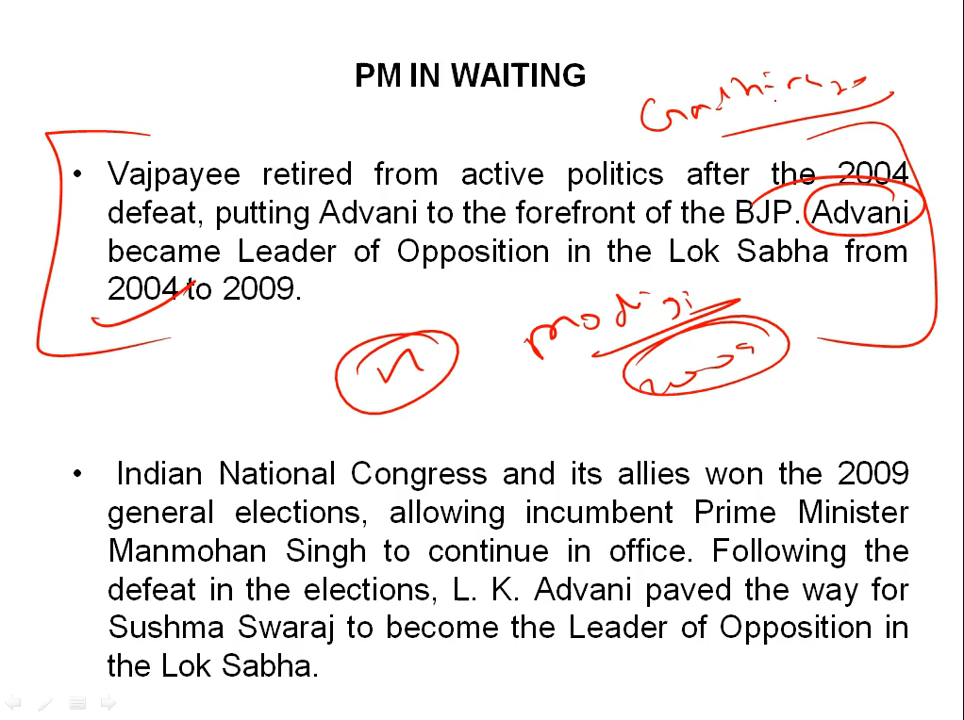 PM IN WAITING
• Vajpayee retired from active politics after the 2004
defeat, putting Advani to the forefront of the BJP. Advani
became Leader of Opposition in the Lok Sabha from
2004 to 2009.
modi ji
• Indian National Congress and its allies won the 2009
general elections, allowing incumbent Prime Minister
Manmohan Singh to continue in office. Following the
defeat in the elections, L. K. Advani paved the way for
Sushma Swaraj to become the Leader of Opposition in
the Lok Sabha.